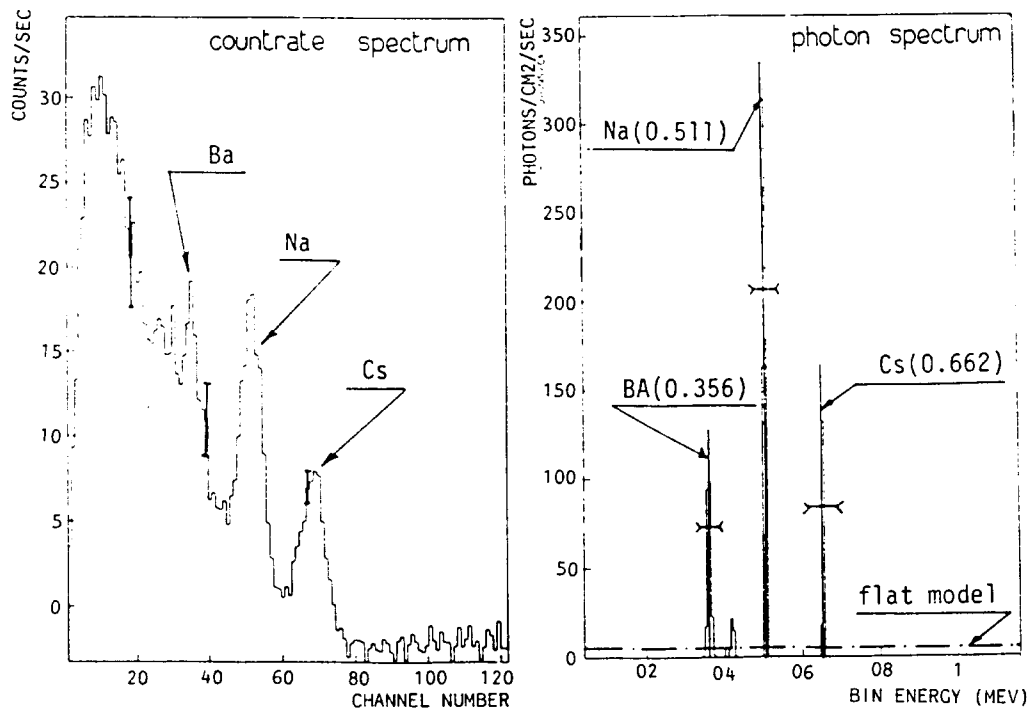 countrate spectrum
COUNTS/SEC
30
25
20
15
10
5
0
Ba
Na
Cs
20 40 60 80 100 120
CHANNEL NUMBER
photon spectrum
PHOTONS/CM2/SEC
350
300
250
200
150
100
50
0
Na(0.511)
BA(0.356)
Cs(0.662)
flat model
02 04 06 08 1
BIN ENERGY (MEV)